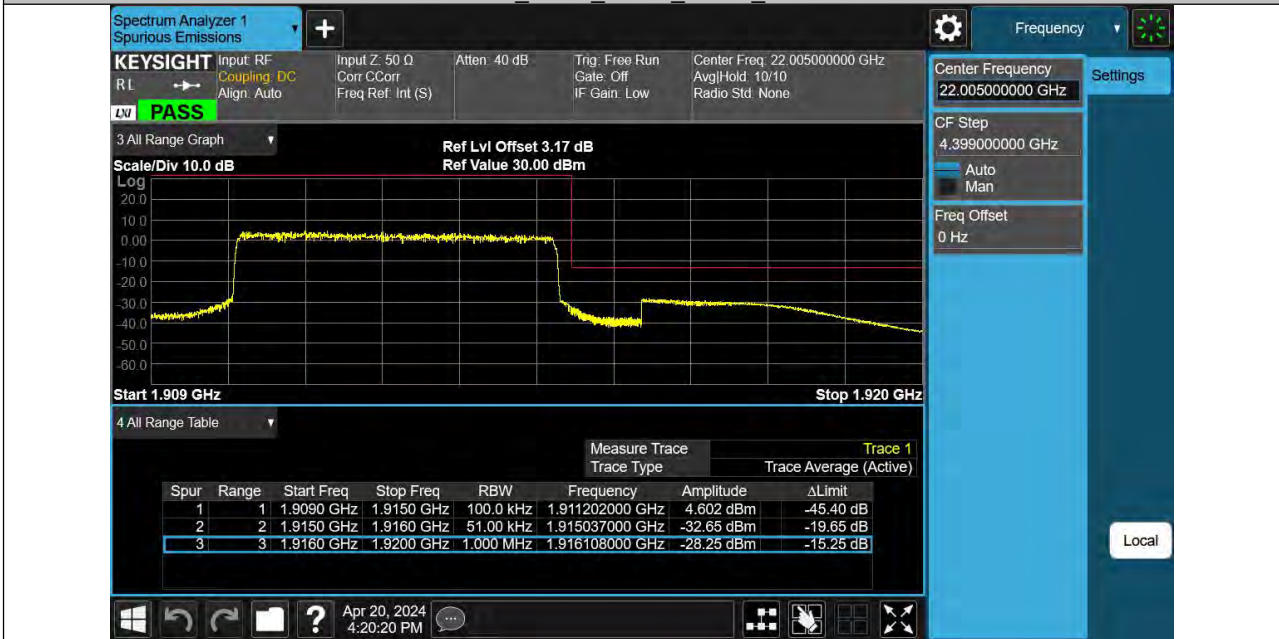 Spectrum Analyzer 1
Spurious Emissions
+
Frequency
KEYSIGHT
RL
LXI PASS
Input: RF
Coupling: DC
Align: Auto
Input Z: 50 Ω
Corr CCorr
Freq Ref: Int (S)
Atten: 40 dB
Trig: Free Run
Gate: Off
IF Gain: Low
Center Freq: 22.005000000 GHz
Avg|Hold: 10/10
Radio Std: None
Center Frequency
22.005000000 GHz
Settings
CF Step
4.399000000 GHz
Auto
Man
Freq Offset
0 Hz
3 All Range Graph
Ref Lvl Offset 3.17 dB
Scale/Div 10.0 dB
Ref Value 30.00 dBm
Log
20.0
10.0
0.00
-10.0
-20.0
-30.0
-40.0
-50.0
-60.0
Start 1.909 GHz
Stop 1.920 GHz
4 All Range Table
Measure Trace Trace 1
Trace Type Trace Average (Active)
Spur Range Start Freq Stop Freq RBW Frequency Amplitude ΔLimit
1 1 1.9090 GHz 1.9150 GHz 100.0 kHz 1.911202000 GHz 4.602 dBm -45.40 dB
2 2 1.9150 GHz 1.9160 GHz 51.00 kHz 1.915037000 GHz -32.65 dBm -19.65 dB
3 3 1.9160 GHz 1.9200 GHz 1.000 MHz 1.916108000 GHz -28.25 dBm -15.25 dB
Local
?
Apr 20, 2024
4:20:20 PM